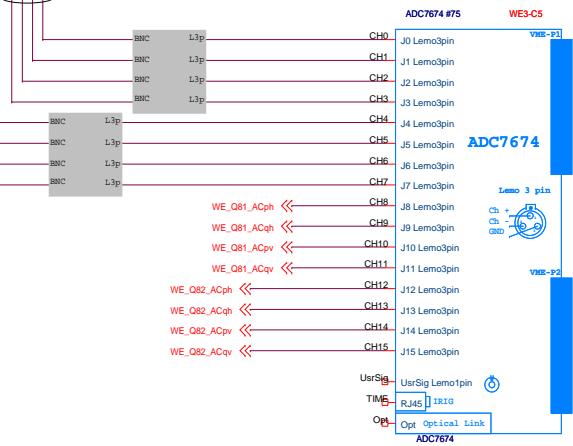 ADC7674 #75 WE3-C5
VME-P1
BNC L3p CH0 J0 Lemo3pin
BNC L3p CH1 J1 Lemo3pin
BNC L3p CH2 J2 Lemo3pin
BNC L3p CH3 J3 Lemo3pin
BNC L3p CH4 J4 Lemo3pin
BNC L3p CH5 J5 Lemo3pin ADC7674
BNC L3p CH6 J6 Lemo3pin
BNC L3p CH7 J7 Lemo3pin
Lemo 3 pin
WE_Q81_ACph CH8 J8 Lemo3pin
Ch +
WE_Q81_ACqh CH9 J9 Lemo3pin
Ch -
GND
WE_Q81_ACpv CH10 J10 Lemo3pin
WE_Q81_ACqv CH11 J11 Lemo3pin
VME-P2
WE_Q82_ACph CH12 J12 Lemo3pin
WE_Q82_ACqh CH13 J13 Lemo3pin
WE_Q82_ACpv CH14 J14 Lemo3pin
WE_Q82_ACqv CH15 J15 Lemo3pin
UsrSig UsrSig Lemo1pin
TIME RJ45 IRIG
Opt Opt Optical Link
ADC7674